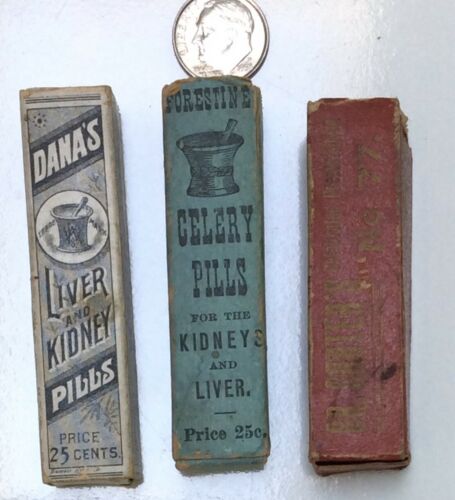 DANA'S
LIVER
AND
KIDNEY
PILLS
PRICE
25 CENTS.
FORESTINE
CELERY
PILLS
FOR THE
KIDNEYS
AND
LIVER.
Price 25c.
No. 77.